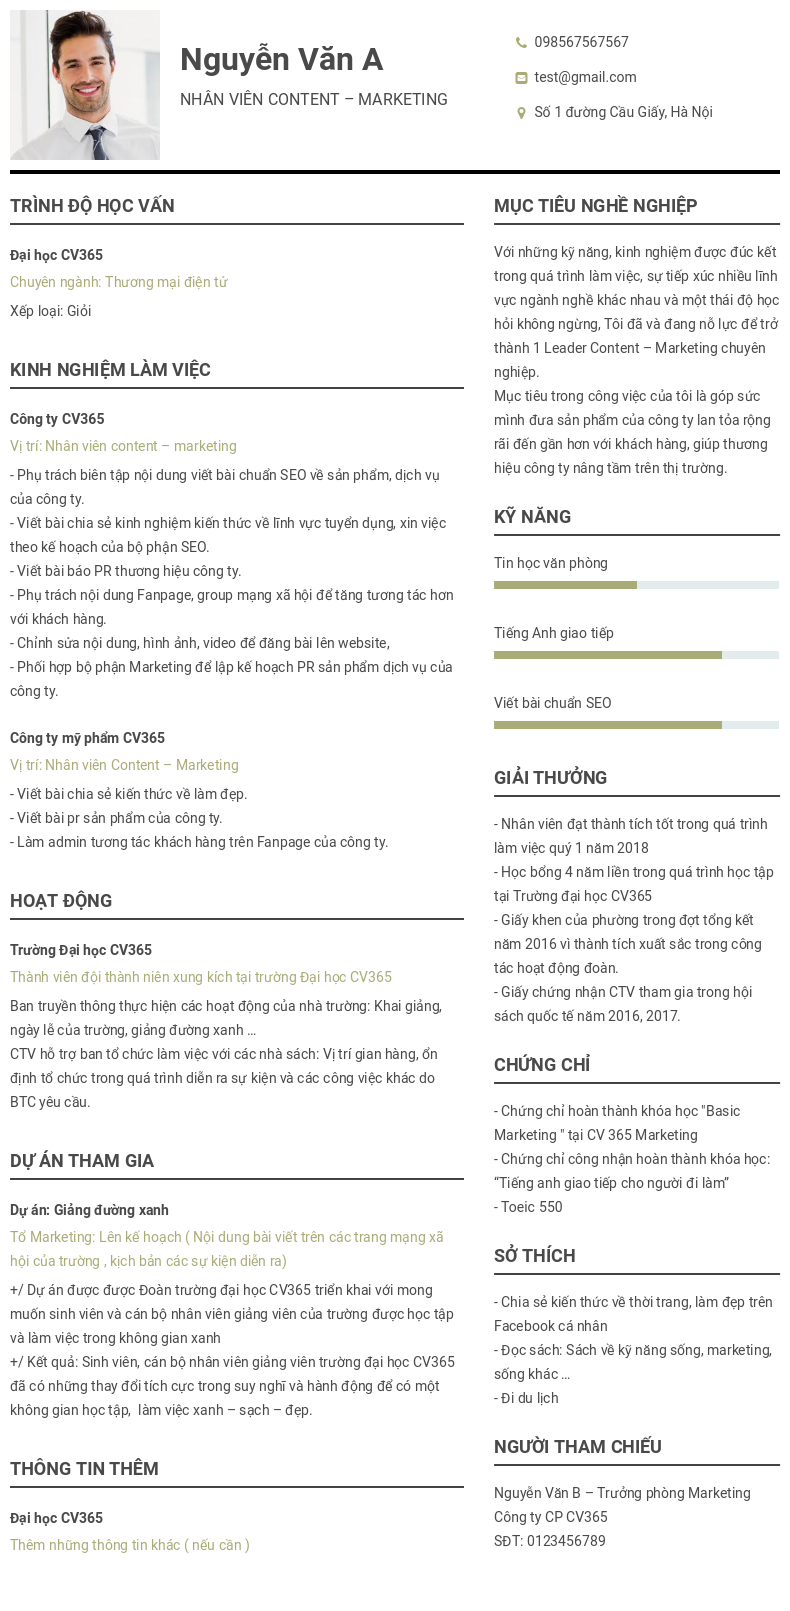 Nguyễn Văn A
NHÂN VIÊN CONTENT – MARKETING
098567567567
test@gmail.com
Số 1 đường Cầu Giấy, Hà Nội
TRÌNH ĐỘ HỌC VẤN
Đại học CV365
Chuyên ngành: Thương mại điện tử
Xếp loại: Giỏi
KINH NGHIỆM LÀM VIỆC
Công ty CV365
Vị trí: Nhân viên content – marketing
- Phụ trách biên tập nội dung viết bài chuẩn SEO về sản phẩm, dịch vụ
của công ty.
- Viết bài chia sẻ kinh nghiệm kiến thức về lĩnh vực tuyển dụng, xin việc
theo kế hoạch của bộ phận SEO.
- Viết bài báo PR thương hiệu công ty.
- Phụ trách nội dung Fanpage, group mạng xã hội để tăng tương tác hơn
với khách hàng.
- Chỉnh sửa nội dung, hình ảnh, video để đăng bài lên website,
- Phối hợp bộ phận Marketing để lập kế hoạch PR sản phẩm dịch vụ của
công ty.
Công ty mỹ phẩm CV365
Vị trí: Nhân viên Content – Marketing
- Viết bài chia sẻ kiến thức về làm đẹp.
- Viết bài pr sản phẩm của công ty.
- Làm admin tương tác khách hàng trên Fanpage của công ty.
HOẠT ĐỘNG
Trường Đại học CV365
Thành viên đội thành niên xung kích tại trường Đại học CV365
Ban truyền thông thực hiện các hoạt động của nhà trường: Khai giảng,
ngày lễ của trường, giảng đường xanh ...
CTV hỗ trợ ban tổ chức làm việc với các nhà sách: Vị trí gian hàng, ổn
định tổ chức trong quá trình diễn ra sự kiện và các công việc khác do
BTC yêu cầu.
DỰ ÁN THAM GIA
Dự án: Giảng đường xanh
Tổ Marketing: Lên kế hoạch ( Nội dung bài viết trên các trang mạng xã
hội của trường , kịch bản các sự kiện diễn ra)
+/ Dự án được được Đoàn trường đại học CV365 triển khai với mong
muốn sinh viên và cán bộ nhân viên giảng viên của trường được học tập
và làm việc trong không gian xanh
+/ Kết quả: Sinh viên, cán bộ nhân viên giảng viên trường đại học CV365
đã có những thay đổi tích cực trong suy nghĩ và hành động để có một
không gian học tập,  làm việc xanh – sạch – đẹp.
THÔNG TIN THÊM
Đại học CV365
Thêm những thông tin khác ( nếu cần )
MỤC TIÊU NGHỀ NGHIỆP
Với những kỹ năng, kinh nghiệm được đúc kết
trong quá trình làm việc, sự tiếp xúc nhiều lĩnh
vực ngành nghề khác nhau và một thái độ học
hỏi không ngừng, Tôi đã và đang nỗ lực để trở
thành 1 Leader Content – Marketing chuyên
nghiệp.
Mục tiêu trong công việc của tôi là góp sức
mình đưa sản phẩm của công ty lan tỏa rộng
rãi đến gần hơn với khách hàng, giúp thương
hiệu công ty nâng tầm trên thị trường.
KỸ NĂNG
Tin học văn phòng
Tiếng Anh giao tiếp
Viết bài chuẩn SEO
GIẢI THƯỞNG
- Nhân viên đạt thành tích tốt trong quá trình
làm việc quý 1 năm 2018
- Học bổng 4 năm liền trong quá trình học tập
tại Trường đại học CV365
- Giấy khen của phường trong đợt tổng kết
năm 2016 vì thành tích xuất sắc trong công
tác hoạt động đoàn.
- Giấy chứng nhận CTV tham gia trong hội
sách quốc tế năm 2016, 2017.
CHỨNG CHỈ
- Chứng chỉ hoàn thành khóa học "Basic
Marketing " tại CV 365 Marketing
- Chứng chỉ công nhận hoàn thành khóa học:
“Tiếng anh giao tiếp cho người đi làm”
- Toeic 550
SỞ THÍCH
- Chia sẻ kiến thức về thời trang, làm đẹp trên
Facebook cá nhân
- Đọc sách: Sách về kỹ năng sống, marketing,
sống khác ...
- Đi du lịch
NGƯỜI THAM CHIẾU
Nguyễn Văn B – Trưởng phòng Marketing
Công ty CP CV365
SĐT: 0123456789